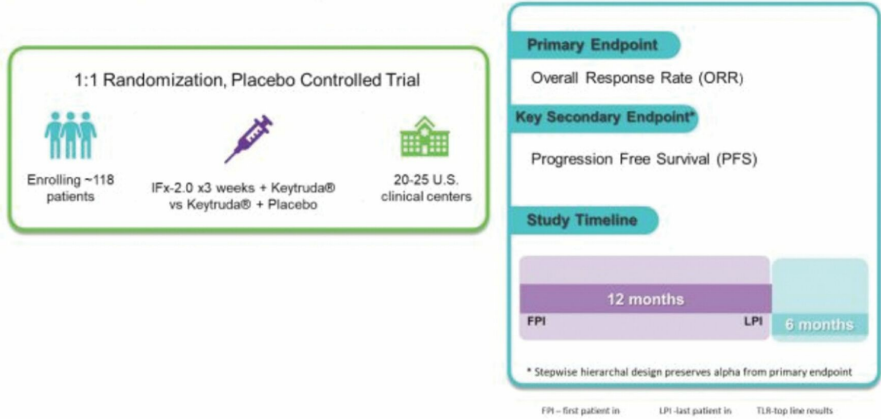 1:1 Randomization, Placebo Controlled Trial
Enrolling ~118
patients
IFx-2.0 x3 weeks + Keytruda®
vs Keytruda® + Placebo
20-25 U.S.
clinical centers
Primary Endpoint
Overall Response Rate (ORR)
Key Secondary Endpoint*
Progression Free Survival (PFS)
Study Timeline
12 months
FPI
LPI
6 months
* Stepwise hierarchal design preserves alpha from primary endpoint
FPI – first patient in
LPI -last patient in
TLR-top line results